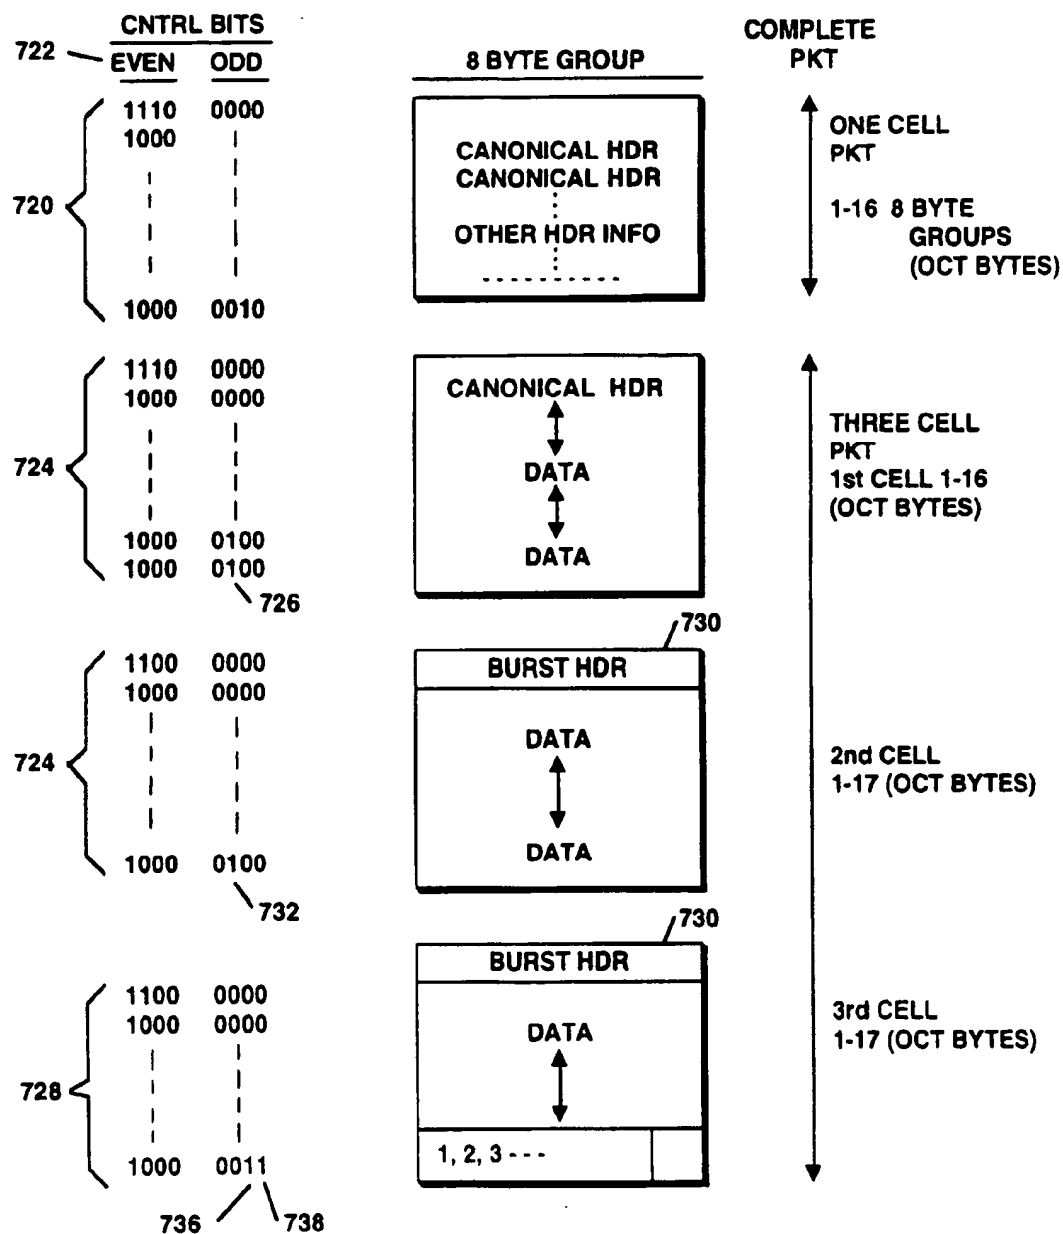 CNTRL BITS
722 EVEN ODD
8 BYTE GROUP
COMPLETE
PKT
1110 0000
1000
720
1000 0010
CANONICAL HDR
CANONICAL HDR
OTHER HDR INFO
ONE CELL
PKT
1-16 8 BYTE
GROUPS
(OCT BYTES)
1110 0000
1000 0000
724
1000 0100
1000 0100
726
CANONICAL HDR
DATA
DATA
THREE CELL
PKT
1st CELL 1-16
(OCT BYTES)
730
1100 0000
1000 0000
724
1000 0100
732
BURST HDR
DATA
DATA
2nd CELL
1-17 (OCT BYTES)
730
1100 0000
1000 0000
728
1000 0011
736 738
BURST HDR
DATA
1, 2, 3 - - -
3rd CELL
1-17 (OCT BYTES)